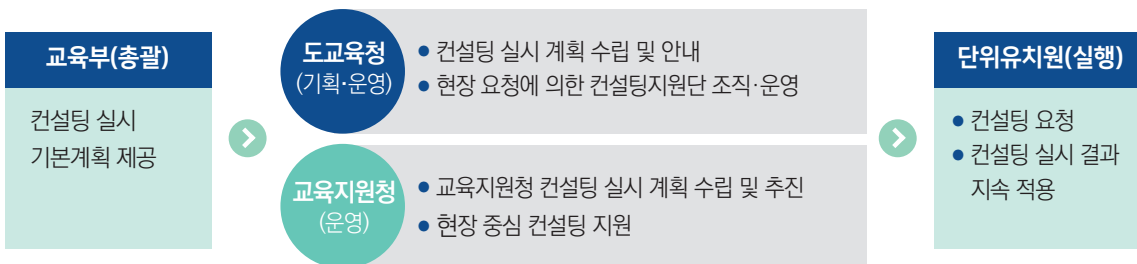 교육부(총괄)
컨설팅 실시
기본계획 제공
도교육청
(기획·운영)
● 컨설팅 실시 계획 수립 및 안내
● 현장 요청에 의한 컨설팅지원단 조직·운영
교육지원청
(운영)
● 교육지원청 컨설팅 실시 계획 수립 및 추진
● 현장 중심 컨설팅 지원
단위유치원(실행)
● 컨설팅 요청
● 컨설팅 실시 결과
지속 적용